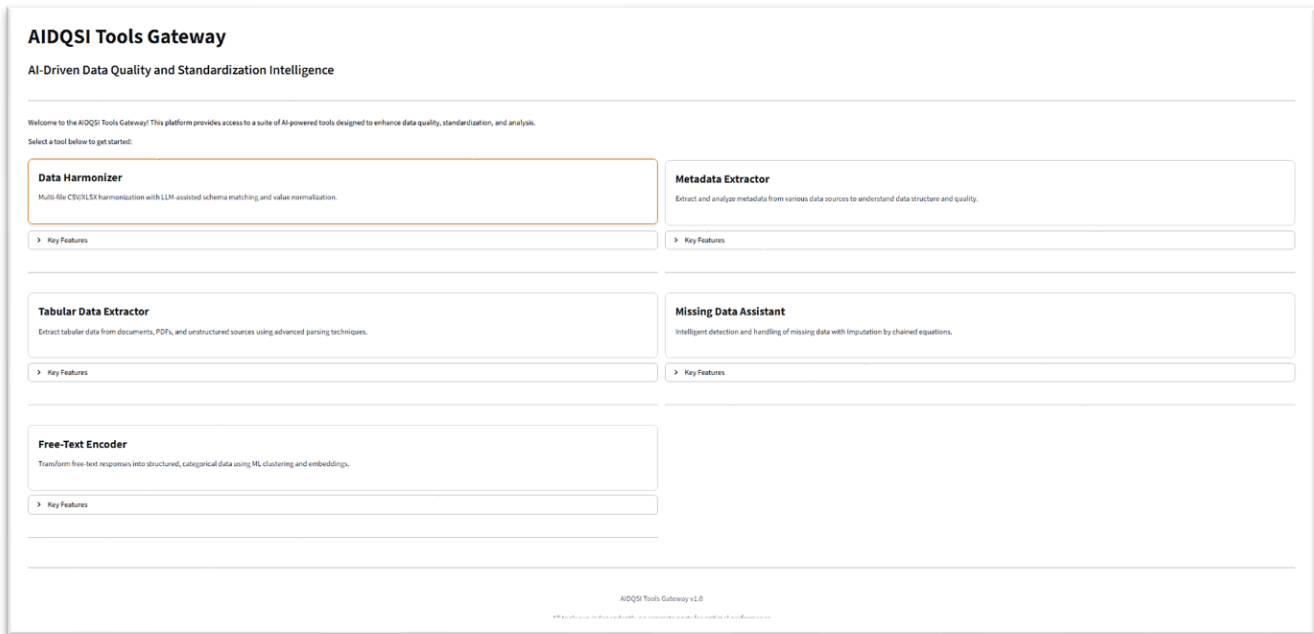 AIDQSI Tools Gateway
AI-Driven Data Quality and Standardization Intelligence
Welcome to the AIDQSI Tools Gateway! This platform provides access to a suite of AI-powered tools designed to enhance data quality, standardization, and analysis.
Select a tool below to get started:
Data Harmonizer
Multi-file CSV/XLSX harmonization with LLM-assisted schema matching and value normalization.
Key Features
Metadata Extractor
Extract and analyze metadata from various data sources to understand data structure and quality.
Key Features
Tabular Data Extractor
Extract tabular data from documents, PDFs, and unstructured sources using advanced parsing techniques.
Key Features
Missing Data Assistant
Intelligent detection and handling of missing data with Imputation by chained equations.
Key Features
Free-Text Encoder
Transform free-text responses into structured, categorical data using ML clustering and embeddings.
Key Features
AIDQSI Tools Gateway v1.0